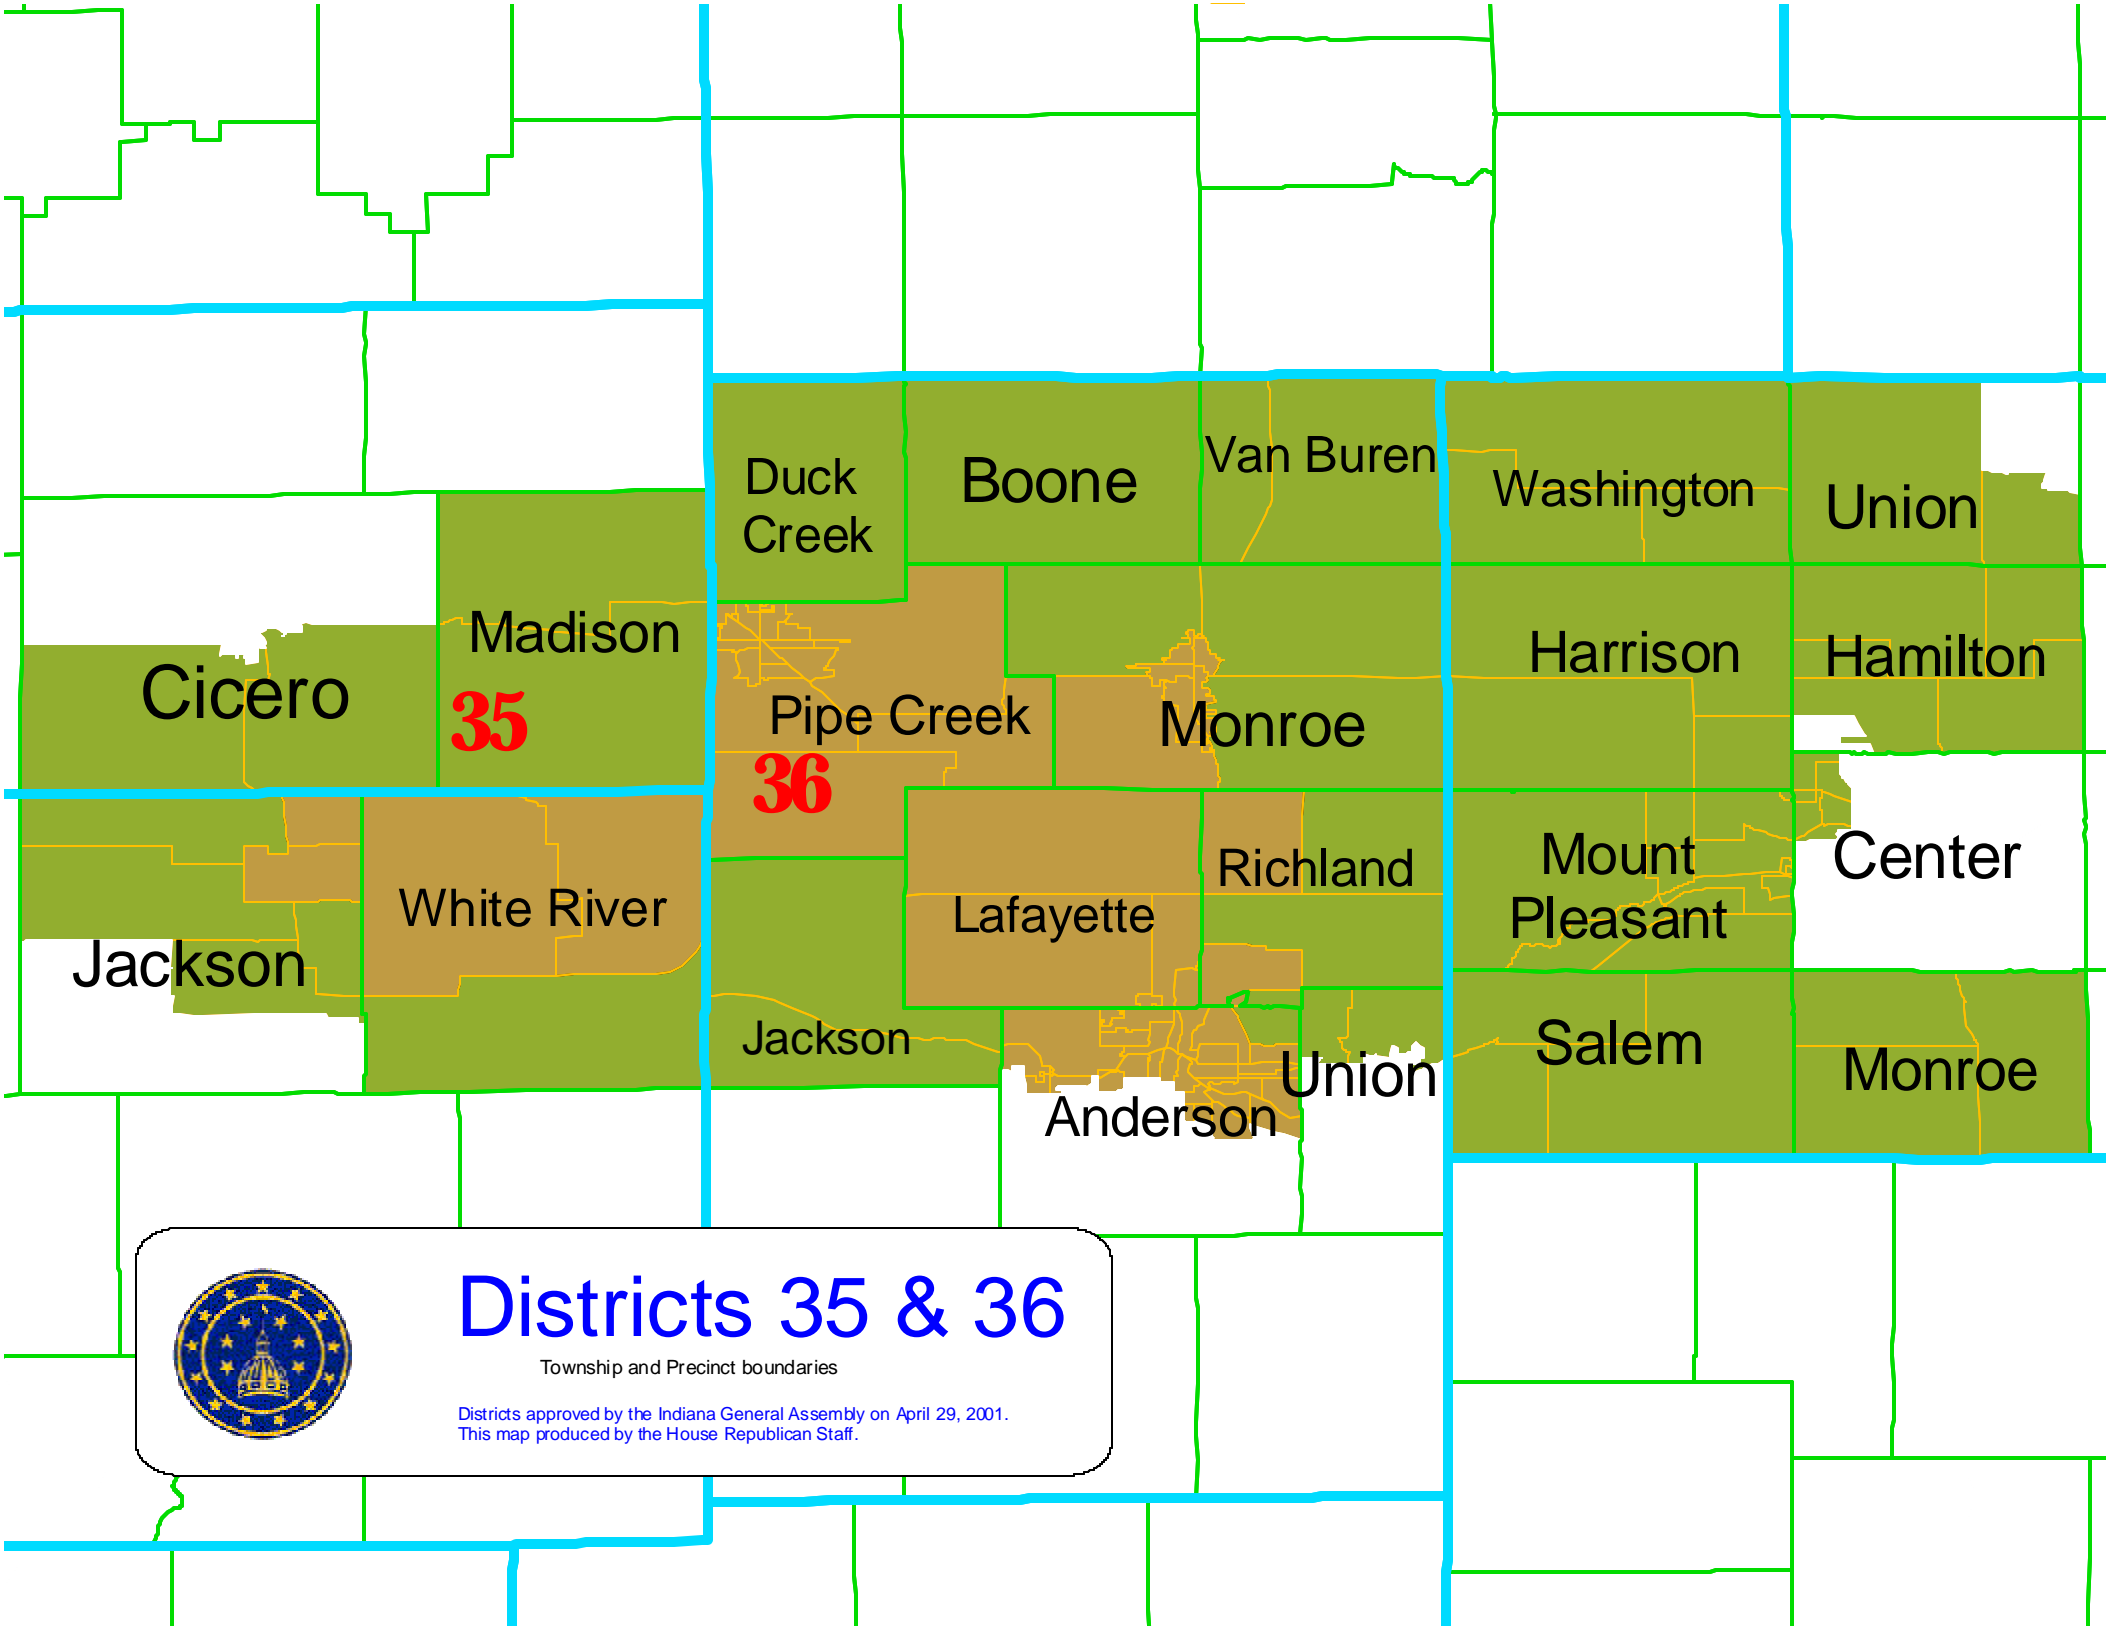 Duck
Creek
Boone
Van Buren
Washington
Union
Cicero
Madison
35
Pipe Creek
36
Monroe
Harrison
Hamilton
White River
Lafayette
Richland
Mount
Pleasant
Center
Jackson
Jackson
Anderson
Union
Salem
Monroe
Districts 35 & 36
Township and Precinct boundaries
Districts approved by the Indiana General Assembly on April 29, 2001.
This map produced by the House Republican Staff.